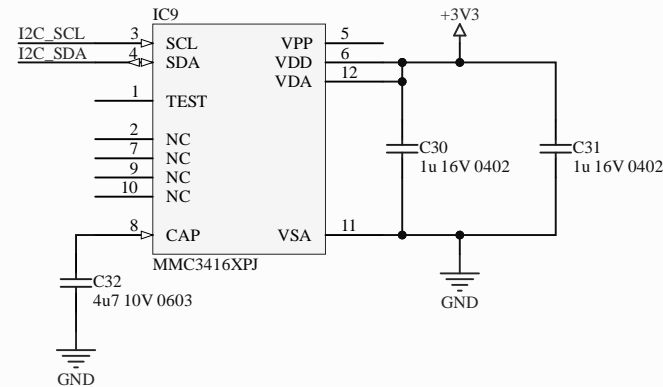 IC9
+3V3
I2C_SCL 3 SCL VPP 5
I2C_SDA 4 SDA VDD 6
VDA 12
1 TEST
2 NC
7 NC
9 NC
10 NC
C30
1u 16V 0402
C31
1u 16V 0402
8 CAP VSA 11
MMC3416XPJ
C32
4u7 10V 0603
GND
GND